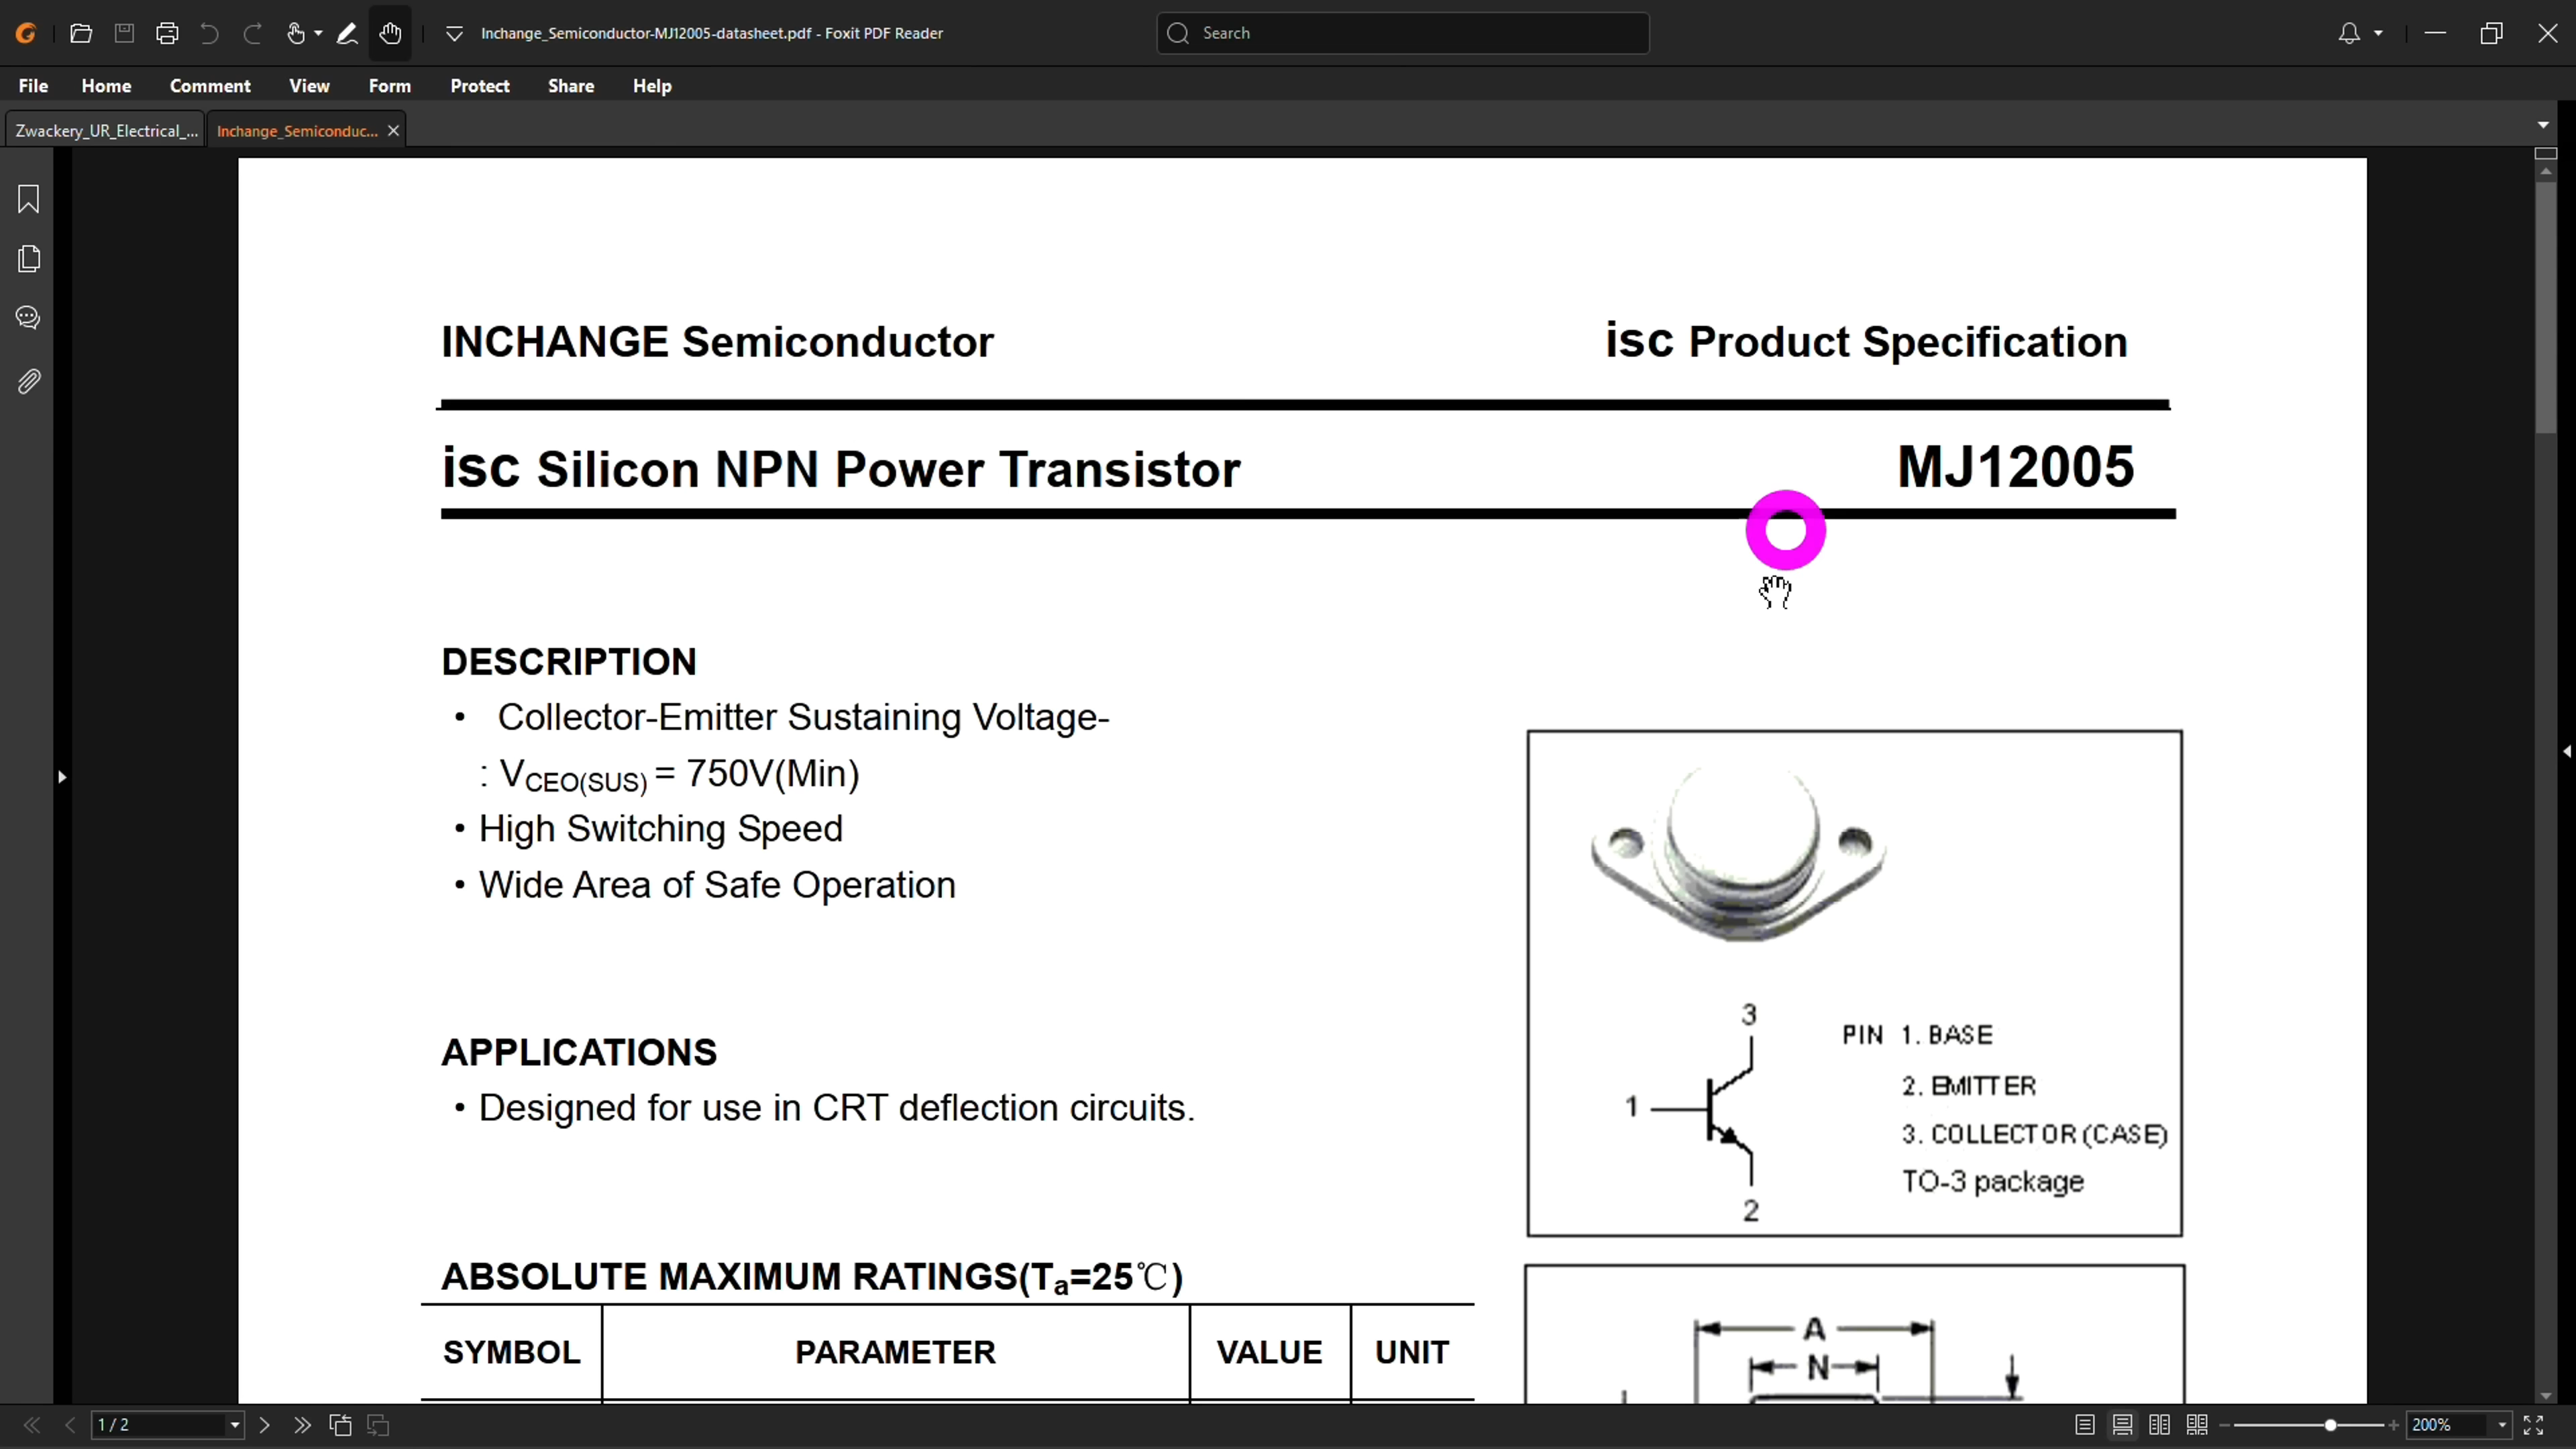 Inchange_Semiconductor-MJ12005-datasheet.pdf - Foxit PDF Reader
Search
File Home Comment View Form Protect Share Help
Zwackery_UR_Electrical_... Inchange_Semiconduc...
INCHANGE Semiconductor isc Product Specification
isc Silicon NPN Power Transistor MJ12005
DESCRIPTION
• Collector-Emitter Sustaining Voltage-
: VCEO(SUS) = 750V(Min)
• High Switching Speed
• Wide Area of Safe Operation
APPLICATIONS
• Designed for use in CRT deflection circuits.
3
1
2
PIN 1. BASE
2. EMITTER
3. COLLECTOR (CASE)
TO-3 package
ABSOLUTE MAXIMUM RATINGS(Ta=25℃)
SYMBOL PARAMETER VALUE UNIT
A
N
1 / 2
200%